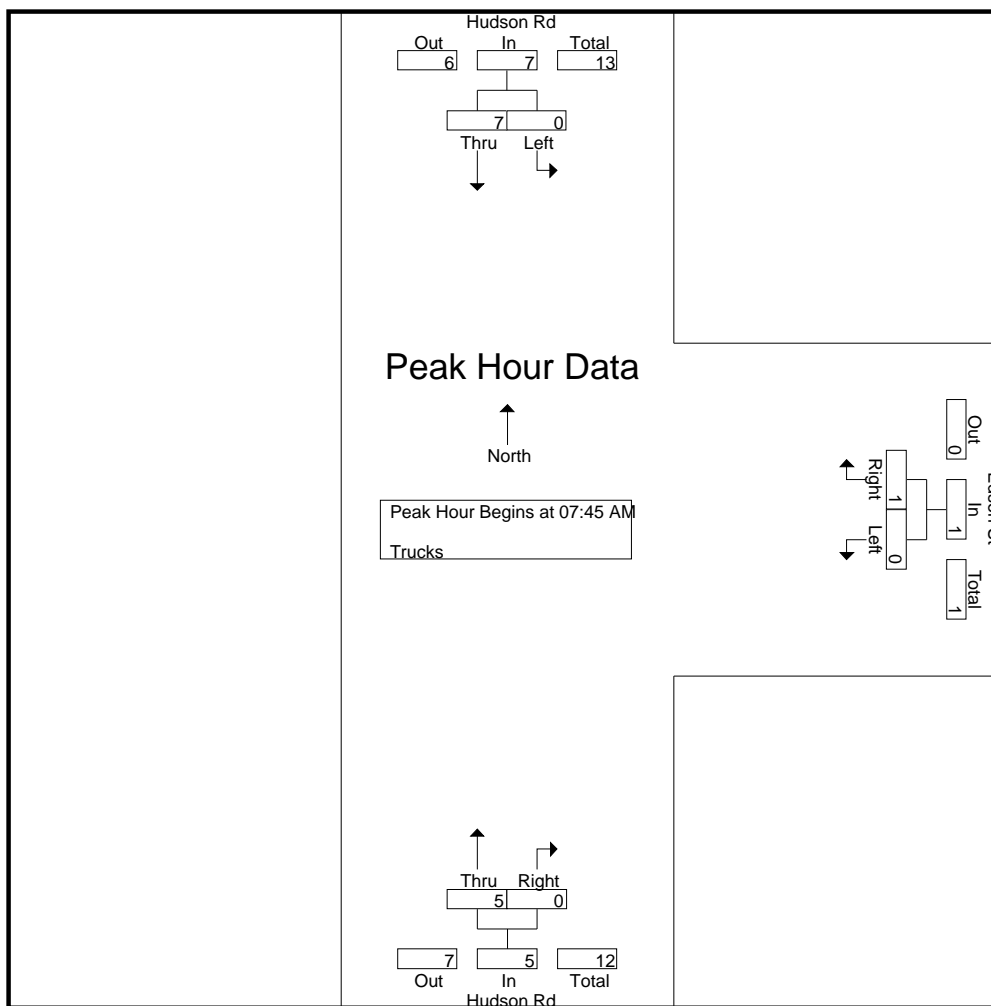 Hudson Rd
Out In Total
6 7 13
7 0
Thru Left
Peak Hour Data
North
Peak Hour Begins at 07:45 AM
Trucks
Out In Total
0 1 1
Right Left
1 0
Thru Right
5 0
7 5 12
Out In Total
Hudson Rd